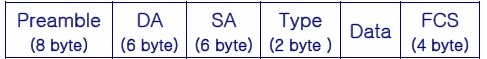 Preamble DA SA Type Data FCS
(8 byte) (6 byte) (6 byte) (2 byte ) (4 byte)